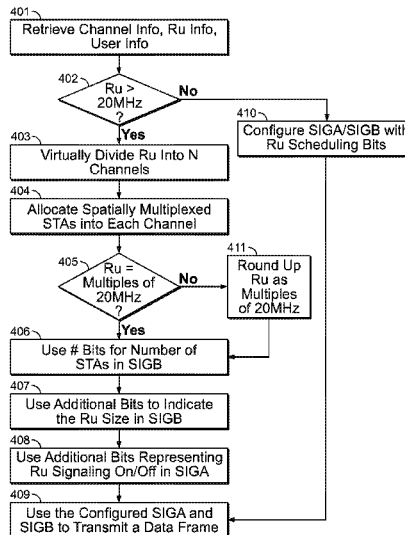 401
Retrieve Channel Info, Ru Info,
User Info
402
Ru >
20MHz
?
No
Yes
410
Configure SIGA/SIGB with
Ru Scheduling Bits
403
Virtually Divide Ru Into N
Channels
404
Allocate Spatially Multiplexed
STAs into Each Channel
405
Ru =
Multiples of
20MHz
?
No
Yes
411
Round Up
Ru as
Multiples
of 20MHz
406
Use # Bits for Number of
STAs in SIGB
407
Use Additional Bits to Indicate
the Ru Size in SIGB
408
Use Additional Bits Representing
Ru Signaling On/Off in SIGA
409
Use the Configured SIGA and
SIGB to Transmit a Data Frame